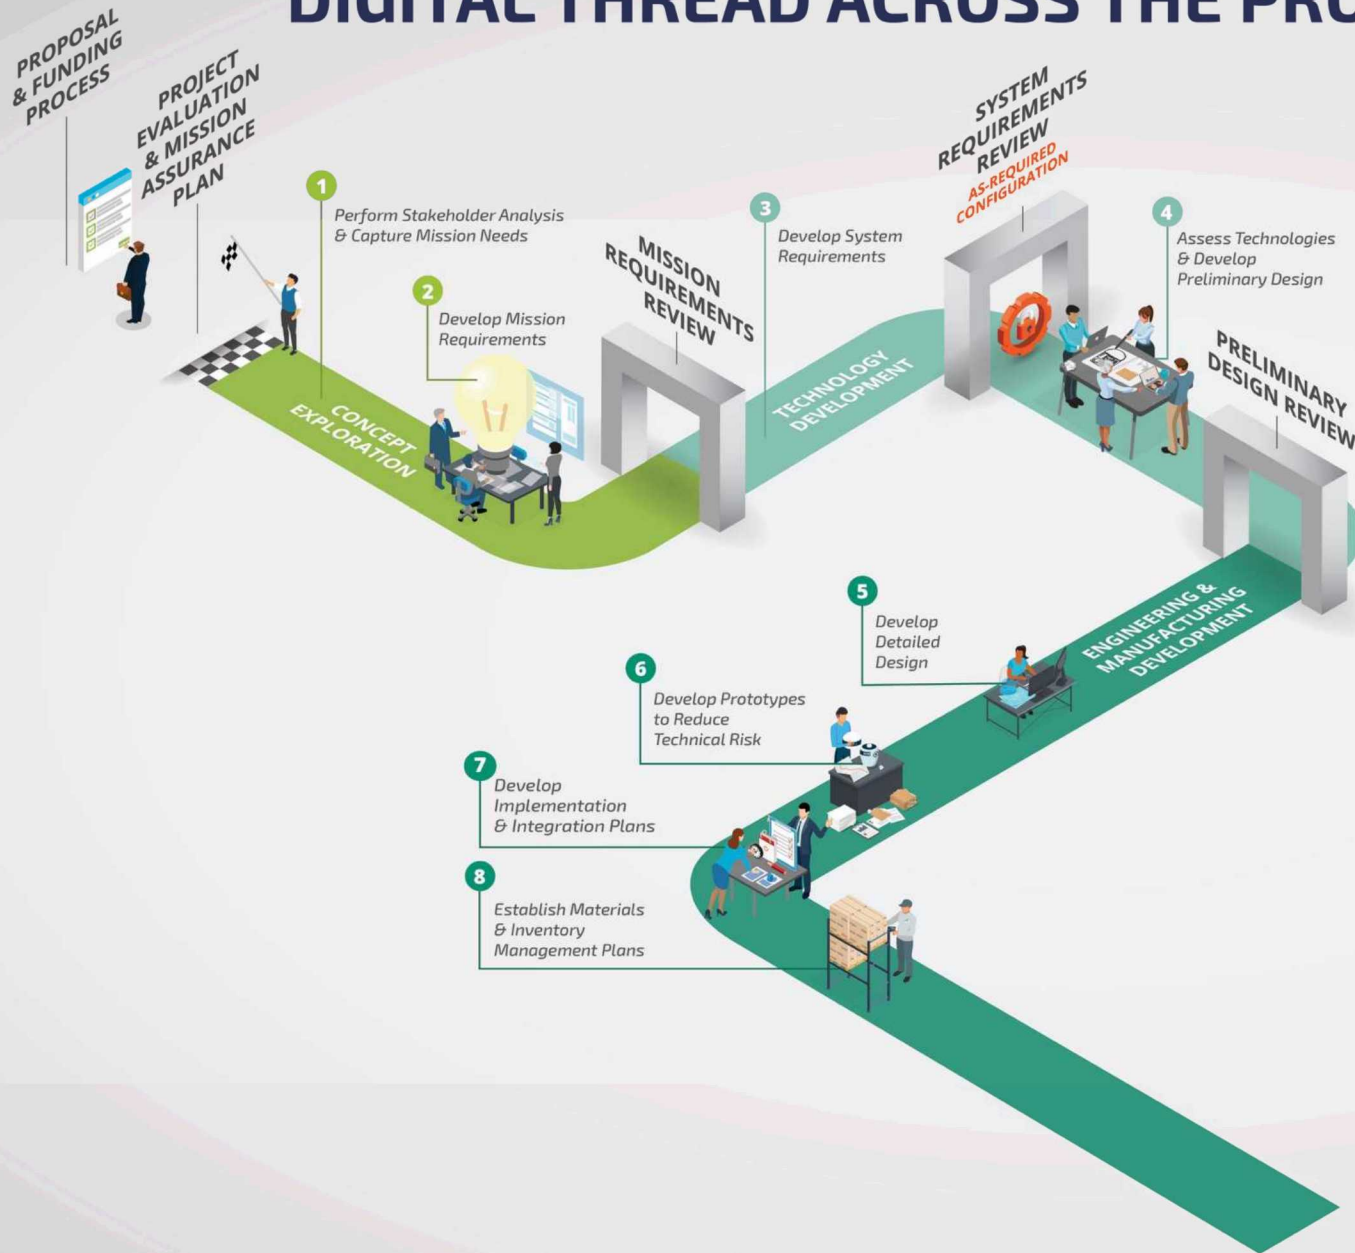 DIGITAL THREAD ACROSS THE
PROPOSAL
& FUNDING
PROCESS
PROJECT
EVALUATION
& MISSION
ASSURANCE
PLAN
1
Perform Stakeholder Analysis
& Capture Mission Needs
2
Develop Mission
Requirements
CONCEPT
EXPLORATION
MISSION
REQUIREMENTS
REVIEW
3
Develop System
Requirements
TECHNOLOGY
DEVELOPMENT
SYSTEM
REQUIREMENTS
REVIEW
AS-REQUIRED
CONFIGURATION
4
Assess Technologies
& Develop
Preliminary Design
PRELIMINARY
DESIGN REVIEW
ENGINEERING &
MANUFACTURING
DEVELOPMENT
5
Develop
Detailed
Design
6
Develop Prototypes
to Reduce
Technical Risk
7
Develop
Implementation
& Integration Plans
8
Establish Materials
& Inventory
Management Plans